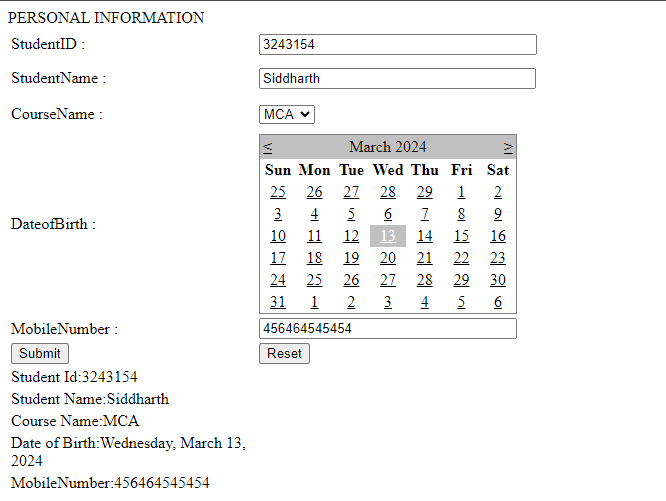 PERSONAL INFORMATION
StudentID : 3243154
StudentName : Siddharth
CourseName : MCA
< March 2024 >
Sun Mon Tue Wed Thu Fri Sat
25 26 27 28 29 1 2
3 4 5 6 7 8 9
DateofBirth :
10 11 12 13 14 15 16
17 18 19 20 21 22 23
24 25 26 27 28 29 30
31 1 2 3 4 5 6
MobileNumber : 456464545454
Submit Reset
Student Id:3243154
Student Name:Siddharth
Course Name:MCA
Date of Birth:Wednesday, March 13,
2024
MobileNumber:456464545454